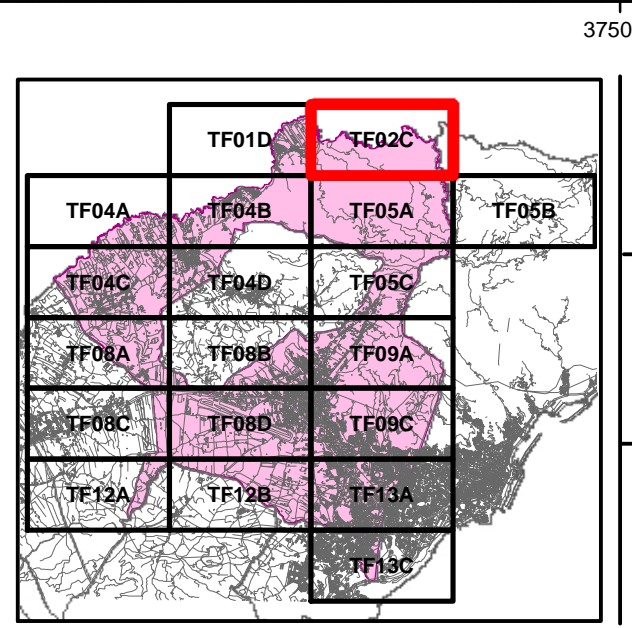 3750
TF01D TF02C
TF04A TF04B TF05A TF05B
TF04C TF04D TF05C
TF08A TF08B TF09A
TF08C TF08D TF09C
TF12A TF12B TF13A
TF13C